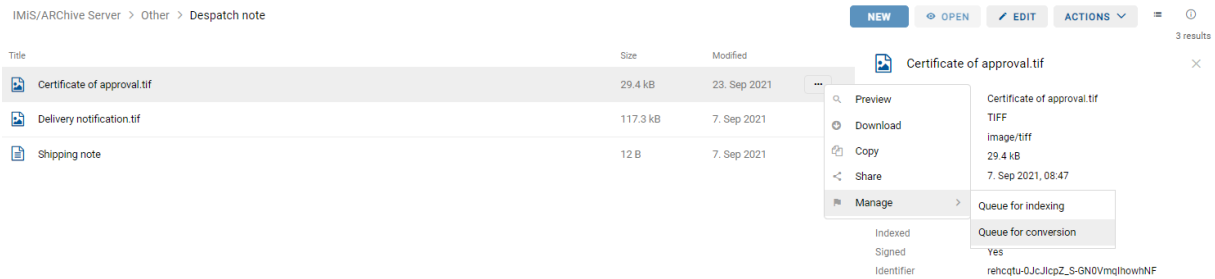 IMiS/ARChive Server > Other > Despatch note
NEW
OPEN
EDIT
ACTIONS
3 results
Title Size Modified
Certificate of approval.tif 29.4 kB 23. Sep 2021 ...
Delivery notification.tif 117.3 kB 7. Sep 2021
Shipping note 12 B 7. Sep 2021
Certificate of approval.tif
Preview
Download
Copy
Share
Manage
Queue for indexing
Queue for conversion
Certificate of approval.tif
TIFF
image/tiff
29.4 kB
7. Sep 2021, 08:47
Indexed
Signed Yes
Identifier